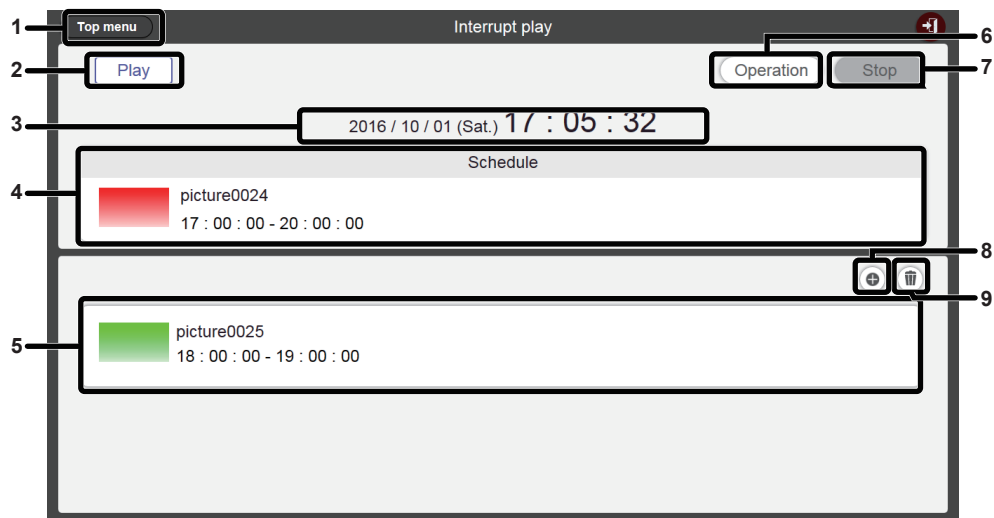 1 Top menu Interrupt play
6
2 Play Operation Stop 7
3 2016 / 10 / 01 (Sat.) 17 : 05 : 32
Schedule
4 picture0024
17 : 00 : 00 - 20 : 00 : 00
8
9
5 picture0025
18 : 00 : 00 - 19 : 00 : 00